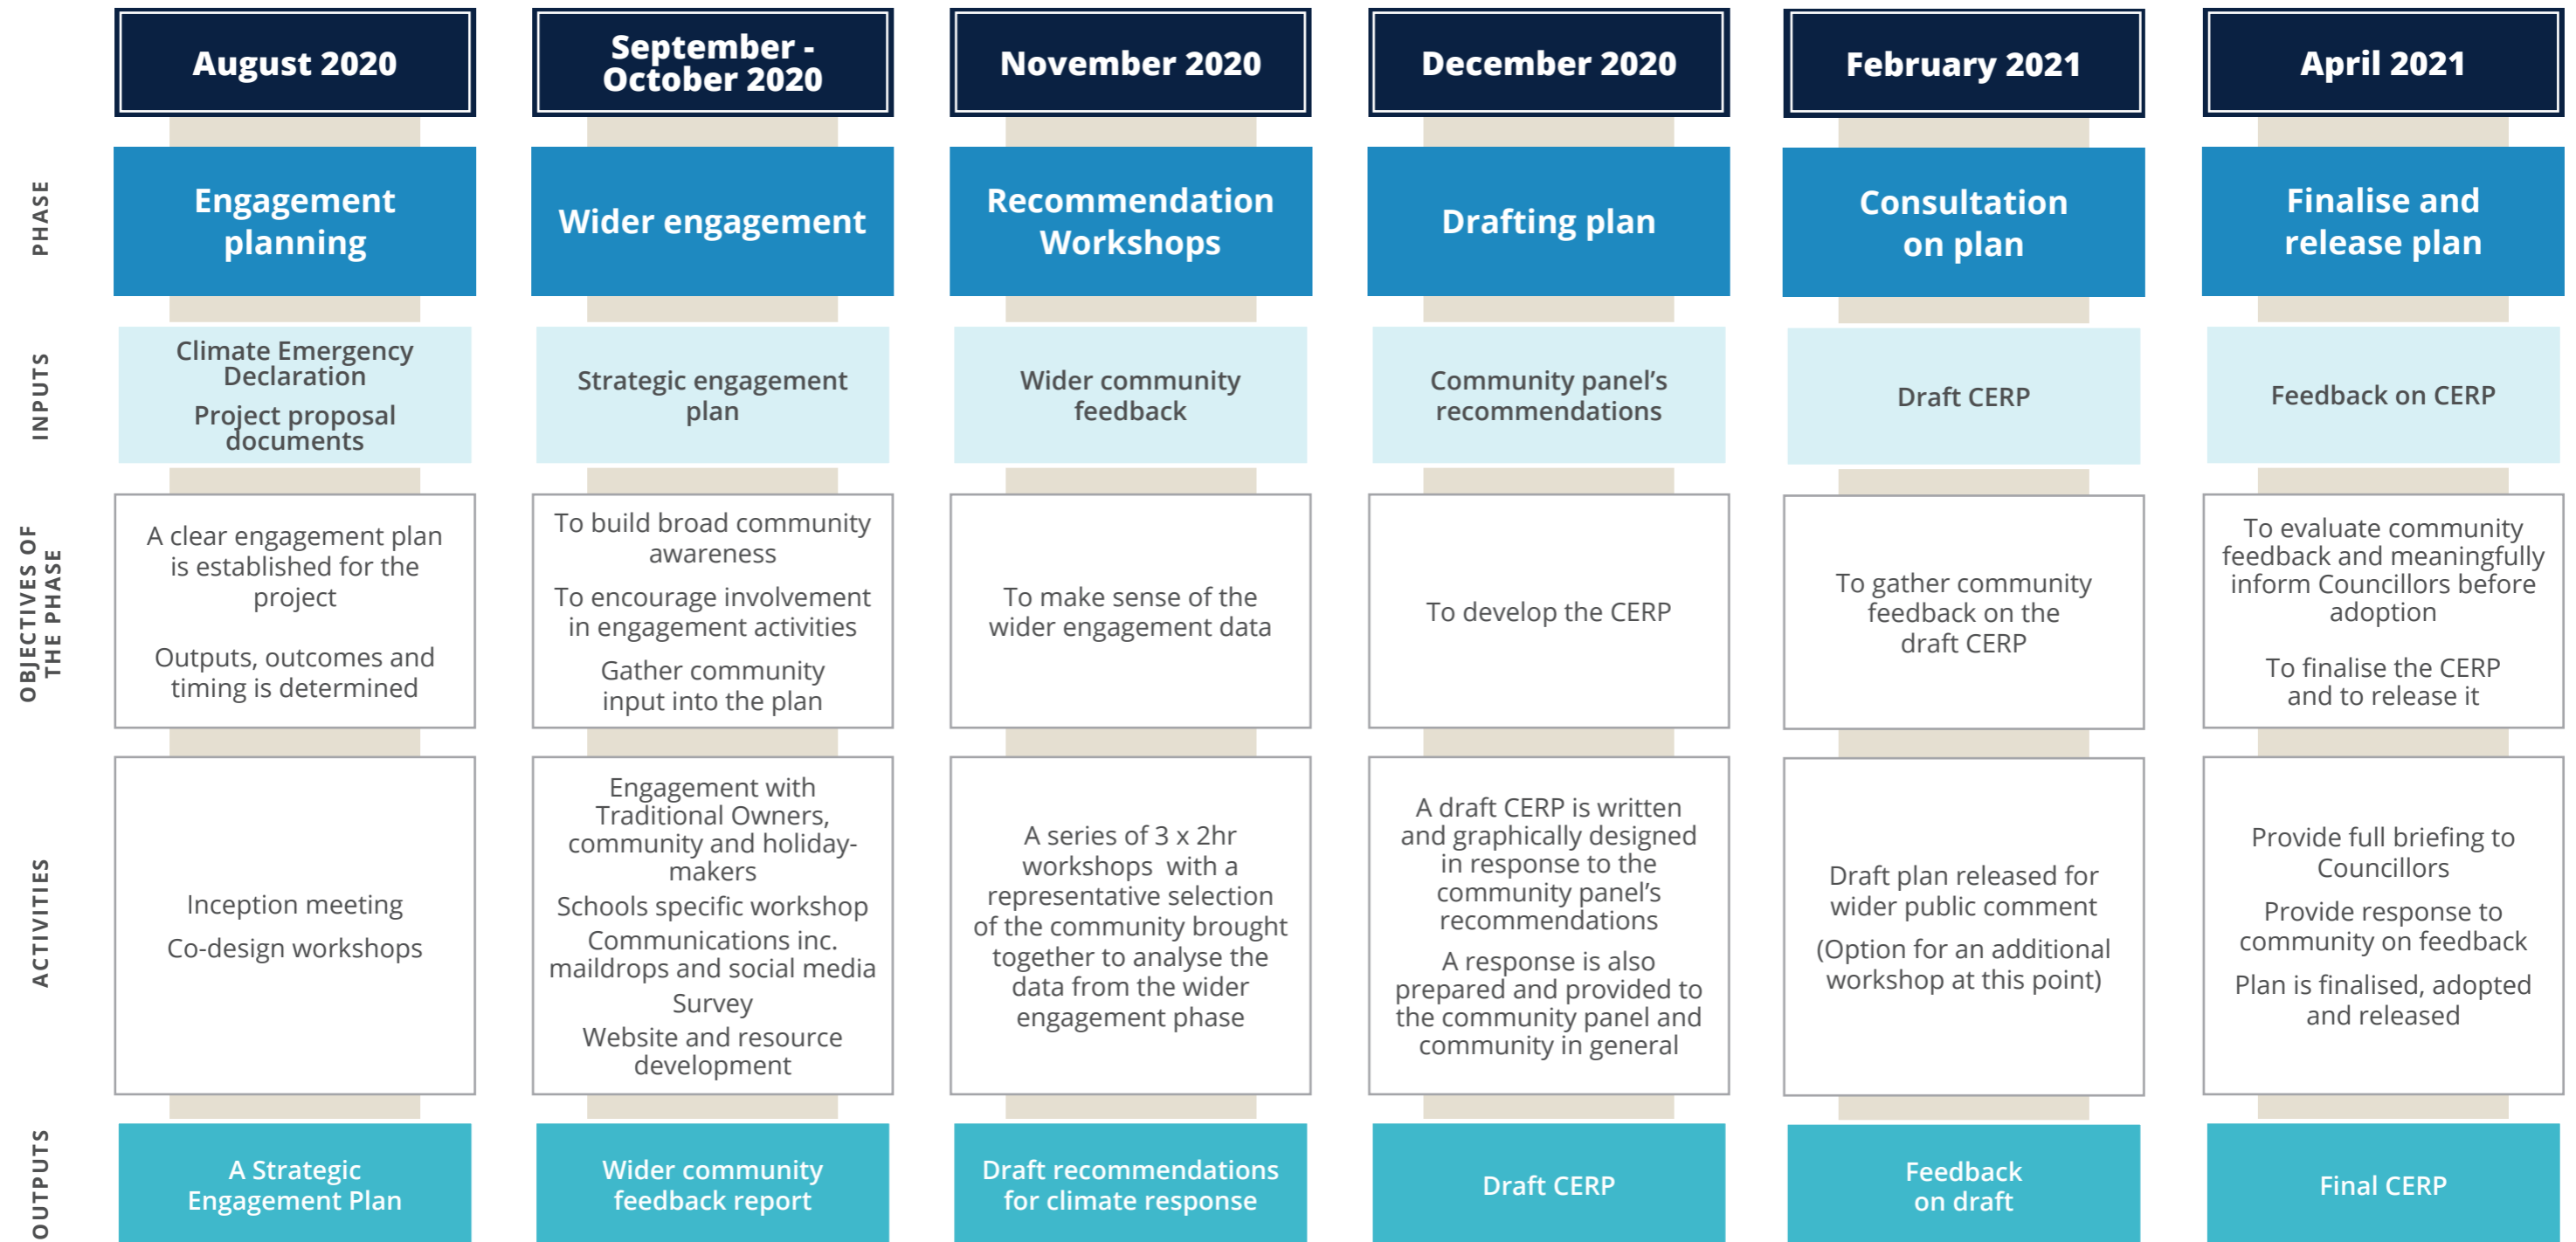 August 2020
September -
October 2020
November 2020
December 2020
February 2021
April 2021
PHASE
Engagement
planning
Wider engagement
Recommendation
Workshops
Drafting plan
Consultation
on plan
Finalise and
release plan
INPUTS
Climate Emergency
Declaration
Project proposal
documents
Strategic engagement
plan
Wider community
feedback
Community panel’s
recommendations
Draft CERP
Feedback on CERP
OBJECTIVES OF
THE PHASE
A clear engagement plan
is established for the
project
Outputs, outcomes and
timing is determined
To build broad community
awareness
To encourage involvement
in engagement activities
Gather community
input into the plan
To make sense of the
wider engagement data
To develop the CERP
To gather community
feedback on the
draft CERP
To evaluate community
feedback and meaningfully
inform Councillors before
adoption
To finalise the CERP
and to release it
ACTIVITIES
Inception meeting
Co-design workshops
Engagement with
Traditional Owners,
community and holiday-
makers
Schools specific workshop
Communications inc.
maildrops and social media
Survey
Website and resource
development
A series of 3 x 2hr
workshops with a
representative selection
of the community brought
together to analyse the
data from the wider
engagement phase
A draft CERP is written
and graphically designed
in response to the
community panel’s
recommendations
A response is also
prepared and provided to
the community panel and
community in general
Draft plan released for
wider public comment
(Option for an additional
workshop at this point)
Provide full briefing to
Councillors
Provide response to
community on feedback
Plan is finalised, adopted
and released
OUTPUTS
A Strategic
Engagement Plan
Wider community
feedback report
Draft recommendations
for climate response
Draft CERP
Feedback
on draft
Final CERP